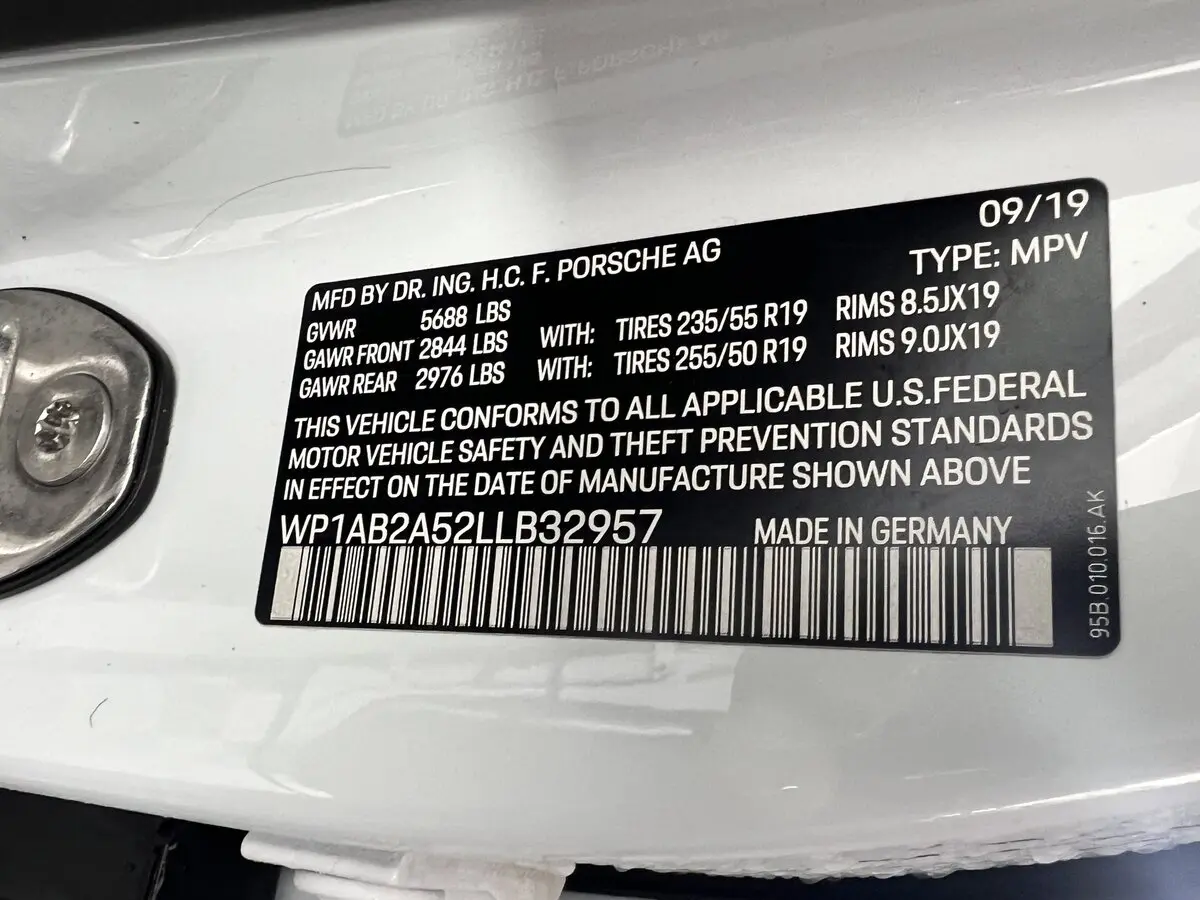 09/19
MFD BY DR. ING. H.C. F. PORSCHE AG TYPE: MPV
GVWR 5688 LBS
GAWR FRONT 2844 LBS WITH: TIRES 235/55 R19 RIMS 8.5JX19
GAWR REAR 2976 LBS WITH: TIRES 255/50 R19 RIMS 9.0JX19
THIS VEHICLE CONFORMS TO ALL APPLICABLE U.S.FEDERAL
MOTOR VEHICLE SAFETY AND THEFT PREVENTION STANDARDS
IN EFFECT ON THE DATE OF MANUFACTURE SHOWN ABOVE
WP1AB2A52LLB32957 MADE IN GERMANY
95B.010.016.AK